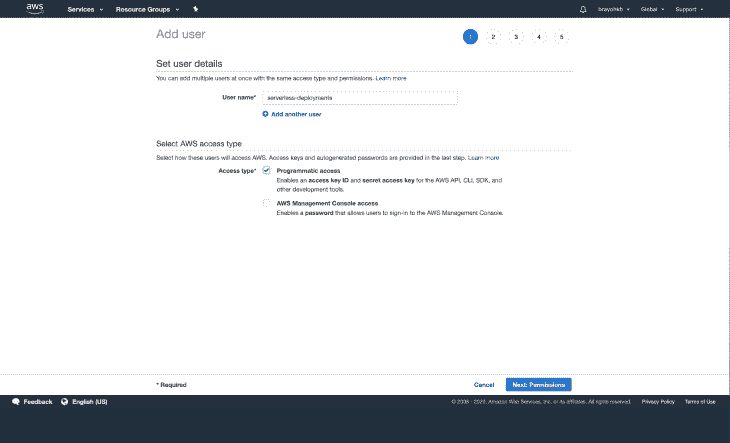 aws Services Resource Groups brayohkb Global Support
Add user
1 2 3 4 5
Set user details
You can add multiple users at once with the same access type and permissions. Learn more
User name* serverless-deployments
Add another user
Select AWS access type
Select how these users will access AWS. Access keys and autogenerated passwords are provided in the last step. Learn more
Access type* Programmatic access
Enables an access key ID and secret access key for the AWS API, CLI, SDK, and
other development tools.
AWS Management Console access
Enables a password that allows users to sign-in to the AWS Management Console.
* Required Cancel Next: Permissions
Feedback English (US) © 2008 - 2020, Amazon Web Services, Inc. or its affiliates. All rights reserved. Privacy Policy Terms of Use